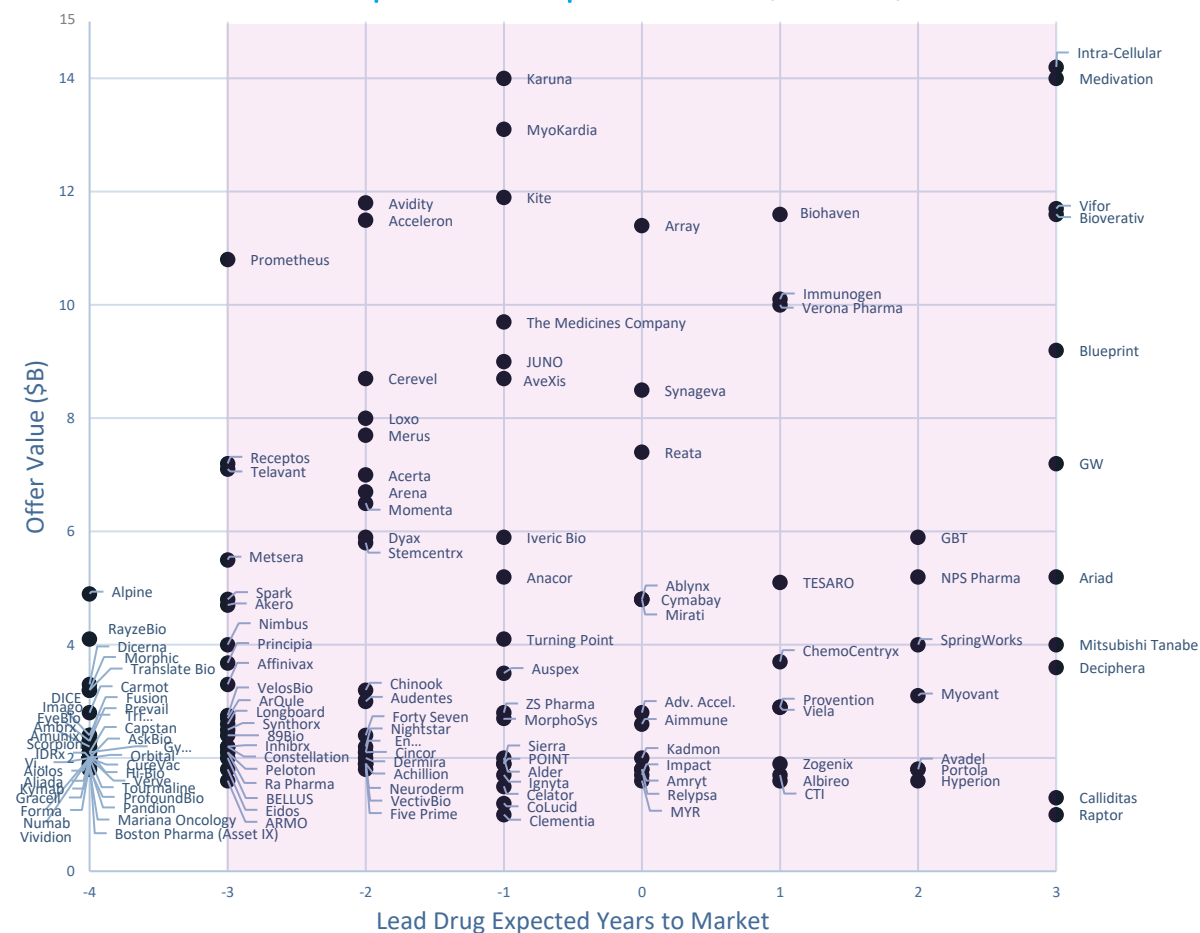 15
Intra-Cellular
14
Karuna
Medivation
MyoKardia
12
Avidity
Kite
Vifor
Acceleron
Biohaven
Bioverativ
Array
Prometheus
10
Immunogen
Verona Pharma
The Medicines Company
JUNO
Blueprint
Cerevel
AveXis
Synageva
8
Loxo
Merus
Receptos
Reata
Telavant
Acerta
GW
Arena
Momenta
Offer Value ($B)
6
Dyax
Iveric Bio
GBT
Stemcentrx
Metsera
Anacor
TESARO
NPS Pharma
Ariad
Alpine
Spark
Akero
Ablynx
Cymabay
Mirati
Nimbus
RayzeBio
4
Principia
Turning Point
SpringWorks
Mitsubishi Tanabe
Dicerna
Morphic
Translate Bio
Affinivax
Auspex
ChemoCentryx
Deciphera
Carmot
VelosBio
Chinook
Myovant
DICE
Fusion
ArQule
Audentes
ZS Pharma
Adv. Accel.
Provention
Imago
Prevail
Longboard
MorphoSys
Viela
EyeBio
Th...
Forty Seven
Aimmune
Ambrx
Capstan
Synthorx
Nightstar
Amunix
AskBio
89Bio
En...
Scorpion
Gy...
Inhibrx
Cincor
Sierra
Kadmon
IDRx
Orbital
Constellation
Dermira
POINT
Impact
Zogenix
Avadel
2
Vi...
CureVac
Peloton
Achillion
Alder
Portola
Aiolos
Hi-Bio
Ra Pharma
Neuroderm
Ignyta
Amryt
Albireo
Hyperion
Aliada
Verve
Celator
Relypsa
CTI
Kymab
Tourmaline
BELLUS
VectivBio
CoLucid
MYR
Calliditas
Gracell
ProfoundBio
Eidos
Five Prime
Clementia
Raptor
Forma
Pandion
ARMO
Numab
Mariana Oncology
Vividion
Boston Pharma (Asset IX)
0
-4
-3
-2
-1
0
1
2
3
Lead Drug Expected Years to Market